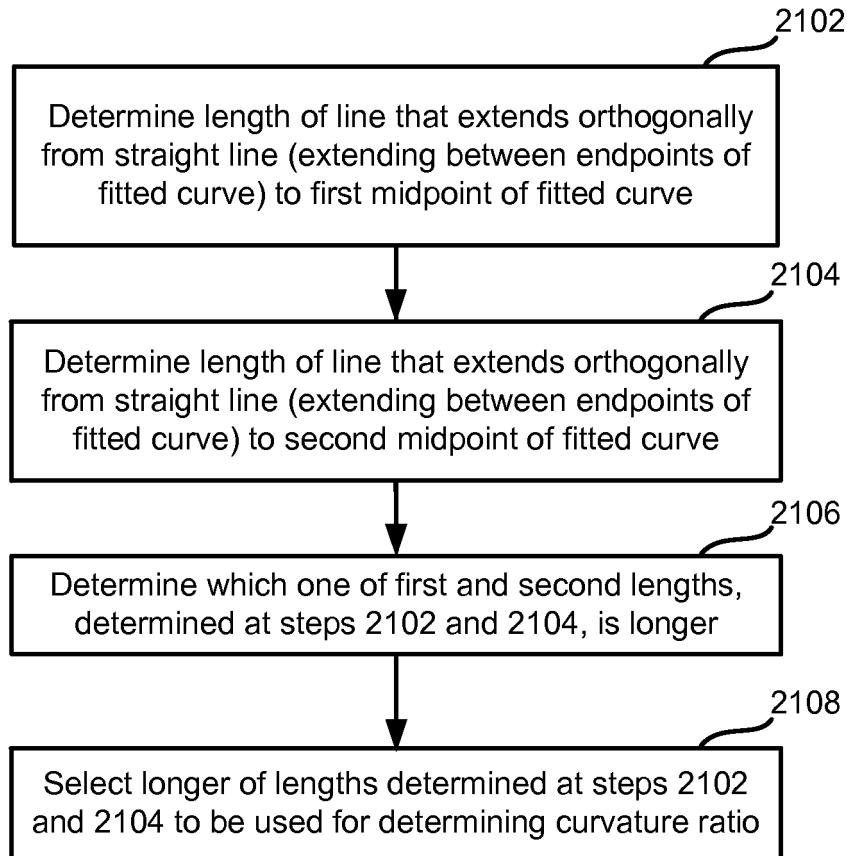 2102
Determine length of line that extends orthogonally
from straight line (extending between endpoints of
fitted curve) to first midpoint of fitted curve
2104
Determine length of line that extends orthogonally
from straight line (extending between endpoints of
fitted curve) to second midpoint of fitted curve
2106
Determine which one of first and second lengths,
determined at steps 2102 and 2104, is longer
2108
Select longer of lengths determined at steps 2102
and 2104 to be used for determining curvature ratio